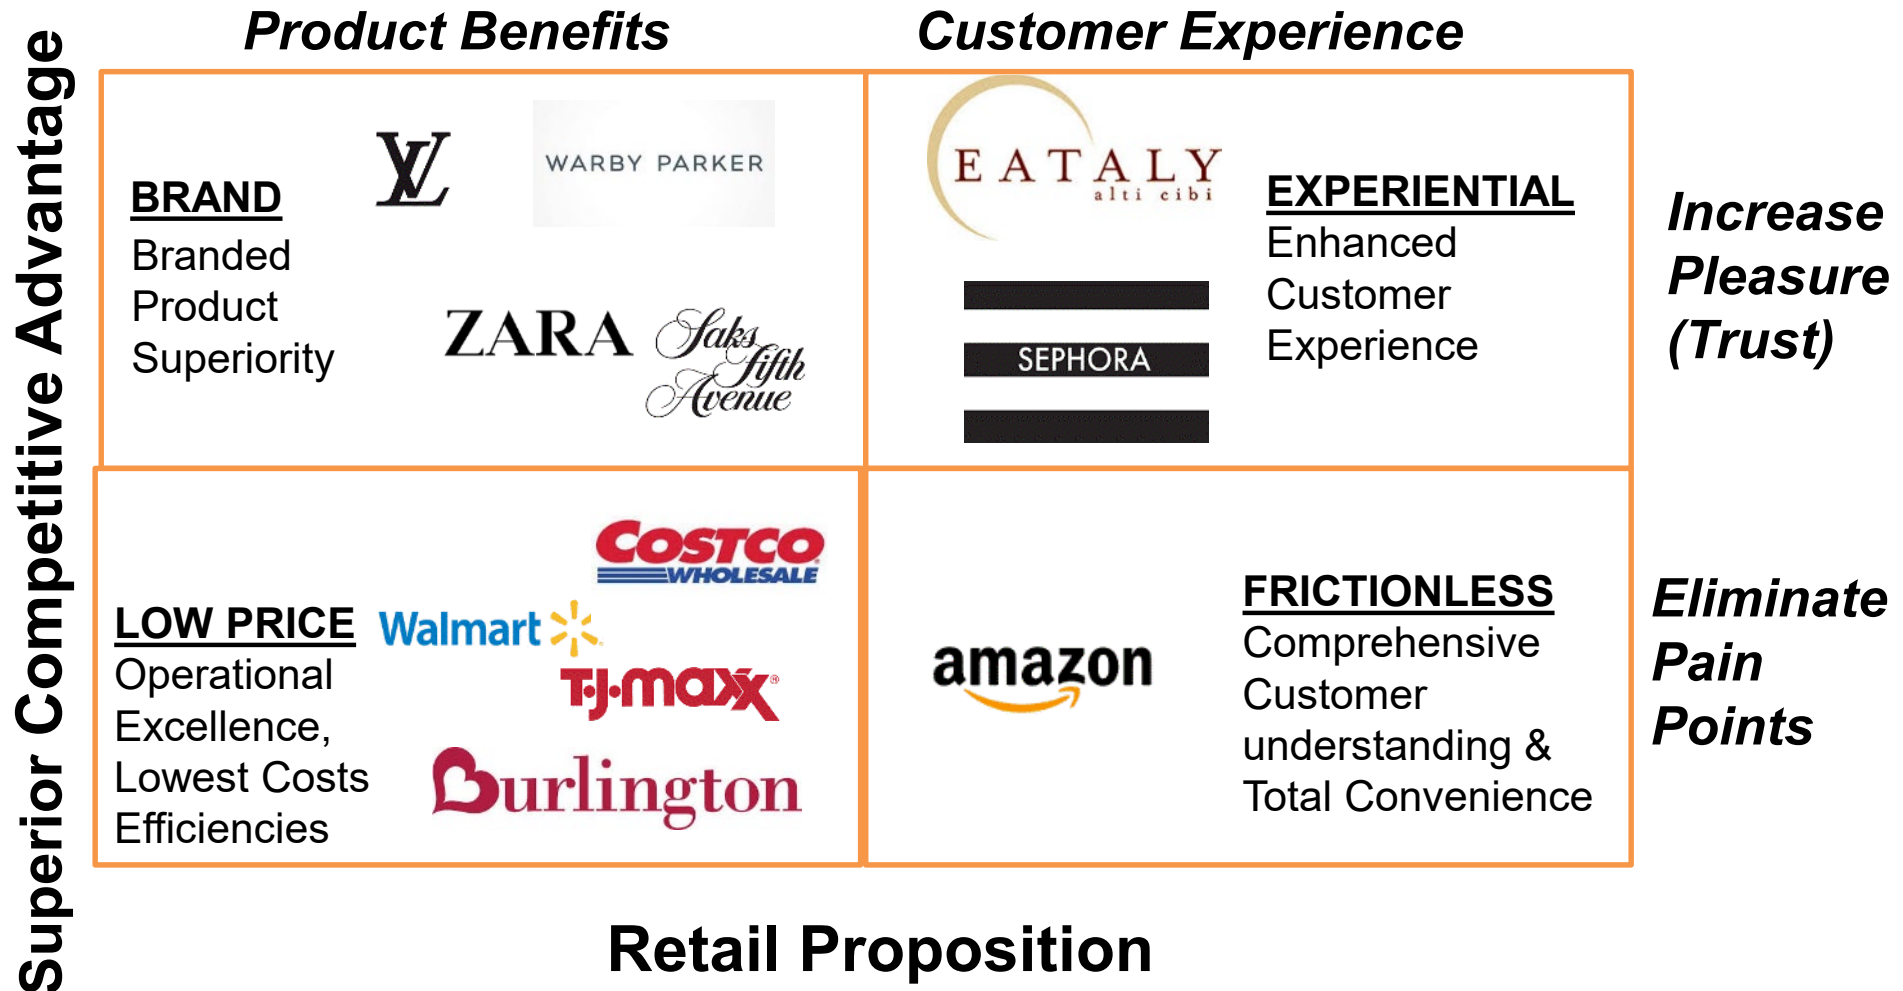 Product Benefits
Customer Experience
Superior Competitive Advantage
BRAND
Branded
Product
Superiority
LV
WARBY PARKER
ZARA
Saks
Fifth
Avenue
EATALY
alti cibi
SEPHORA
EXPERIENTIAL
Enhanced
Customer
Experience
Increase
Pleasure
(Trust)
LOW PRICE
Operational
Excellence,
Lowest Costs
Efficiencies
COSTCO
WHOLESALE
Walmart
T•J•maxx®
Burlington
amazon
FRICTIONLESS
Comprehensive
Customer
understanding &
Total Convenience
Eliminate
Pain
Points
Retail Proposition